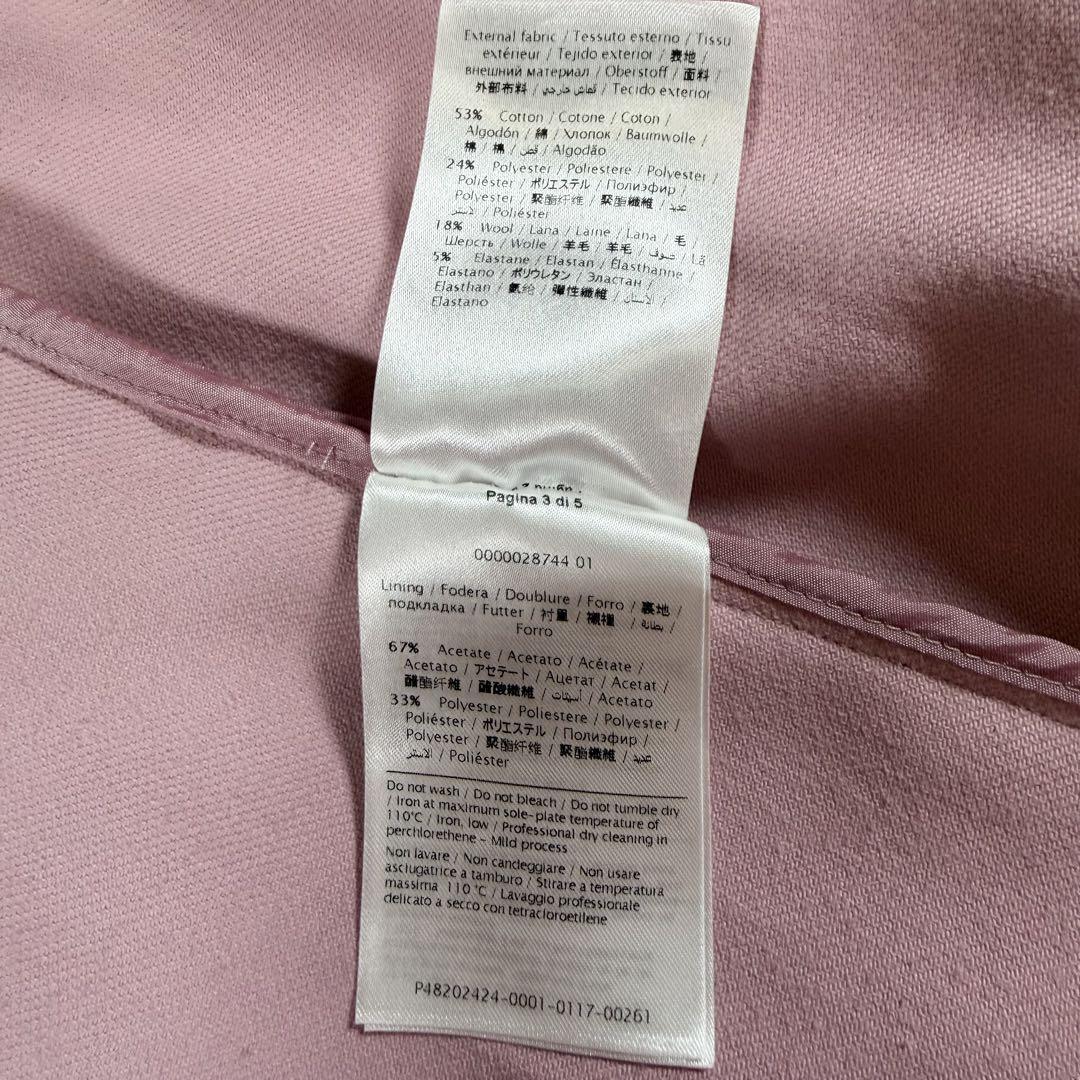 External fabric / Tessuto esterno / Tissu
extérieur / Tejido exterior / 裏地 /
внешний материал / Oberstoff / 面料 /
外部布料 / قماش خارجي / Tecido exterior
53% Cotton / Cotone / Coton /
Algodón / 綿 / Хлопок / Baumwolle /
棉 / 棉 / قطن / Algodão
24% Polyester / Poliestere / Polyester /
Poliéster / ポリエステル / Полиэфир /
Polyester / 聚酯纤维 / 聚酯纖維 / عديد
الاستر / Poliéster
18% Wool / Lana / Laine / Lana / 毛 /
Шерсть / Wolle / 羊毛 / 羊毛 / صوف / Lã
5% Elastane / Elastan / Élasthanne /
Elastano / ポリウレタン / Эластан /
Elasthan / 氨纶 / 彈性纖維 / الاستان /
Elastano
Pagina 3 di 5
0000028744 01
Lining / Fodera / Doublure / Forro / 裏地 /
подкладка / Futter / 衬里 / 襯裡 / بطانة /
Forro
67% Acetate / Acetato / Acétate /
Acetato / アセテート / Ацетат / Acetat /
醋酯纤维 / 醋酸纖維 / أسيتات / Acetato
33% Polyester / Poliestere / Polyester /
Poliéster / ポリエステル / Полиэфир /
Polyester / 聚酯纤维 / 聚酯纖維 / عديد
الاستر / Poliéster
Do not wash / Do not bleach / Do not tumble dry
/ Iron at maximum sole-plate temperature of
110°C / Iron, low / Professional dry cleaning in
perchlorethene - Mild process
Non lavare / Non candeggiare / Non usare
asciugatrice a tamburo / Stirare a temperatura
massima 110 °C / Lavaggio professionale
delicato a secco con tetracloroetilene
P48202424-0001-0117-00261